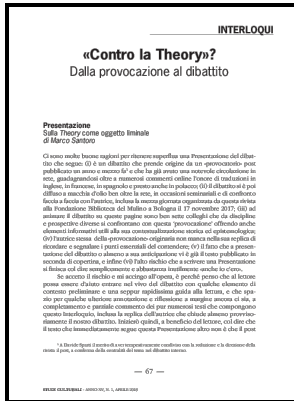 INTERLOQUI
«Contro la Theory»?
Dalla provocazione al dibattito
Presentazione
Sulla Theory come oggetto liminale
di Marco Santoro
Ci sono molte buone ragioni per ritenere superflua una Presentazione del dibat-
tito che segue: (i) è un dibattito che prende origine da un «provocatorio» post
pubblicato un anno e mezzo fa¹ e che ha già avuto una notevole circolazione in
rete, guadagnandosi oltre a numerosi commenti online l'onore di traduzioni in
inglese, in francese, in spagnolo e presto anche in polacco; (ii) il dibattito si è poi
diffuso a macchia d'olio ben oltre la rete, in occasioni seminariali e di confronto
faccia a faccia con l'autrice, inclusa la mezza giornata organizzata da questa rivista
alla Fondazione Biblioteca del Mulino a Bologna il 17 novembre 2017; (iii) ad
animare il dibattito su queste pagine sono ben sette colleghi che da discipline
e prospettive diverse si confrontano con questa 'provocazione' offrendo anche
elementi informativi utili alla sua contestualizzazione storica ed epistemologica;
(iv) l'autrice stessa della provocazione originaria non manca nella sua replica di
ricordare e segnalare i punti essenziali del contendere; (v) il fatto che a presen-
tazione del dibattito o almeno a sua anticipazione vi è già il testo pubblicato in
seconda di copertina, e infine (vi) l'alto rischio che a scrivere una Presentazione
si finisca col dire semplicemente e abbastanza inutilmente «anche io c'ero».
Se accetto il rischio e mi accingo all'opera, è perché penso che al lettore
possa essere d'aiuto entrare nel vivo del dibattito con qualche elemento di
contesto preliminare e una seppur rapidissima guida alla lettura, e che spa-
zio per qualche ulteriore annotazione e riflessione a margine ancora ci sia, a
completamento e parziale commento dei pur numerosi testi che compongono
questo Interloquio, inclusa la replica dell'autrice che chiude almeno provviso-
riamente il nostro dibattito. Inizierò quindi, a beneficio del lettore, col dire che
il testo che immediatamente segue questa Presentazione altro non è che il post
— 67 —